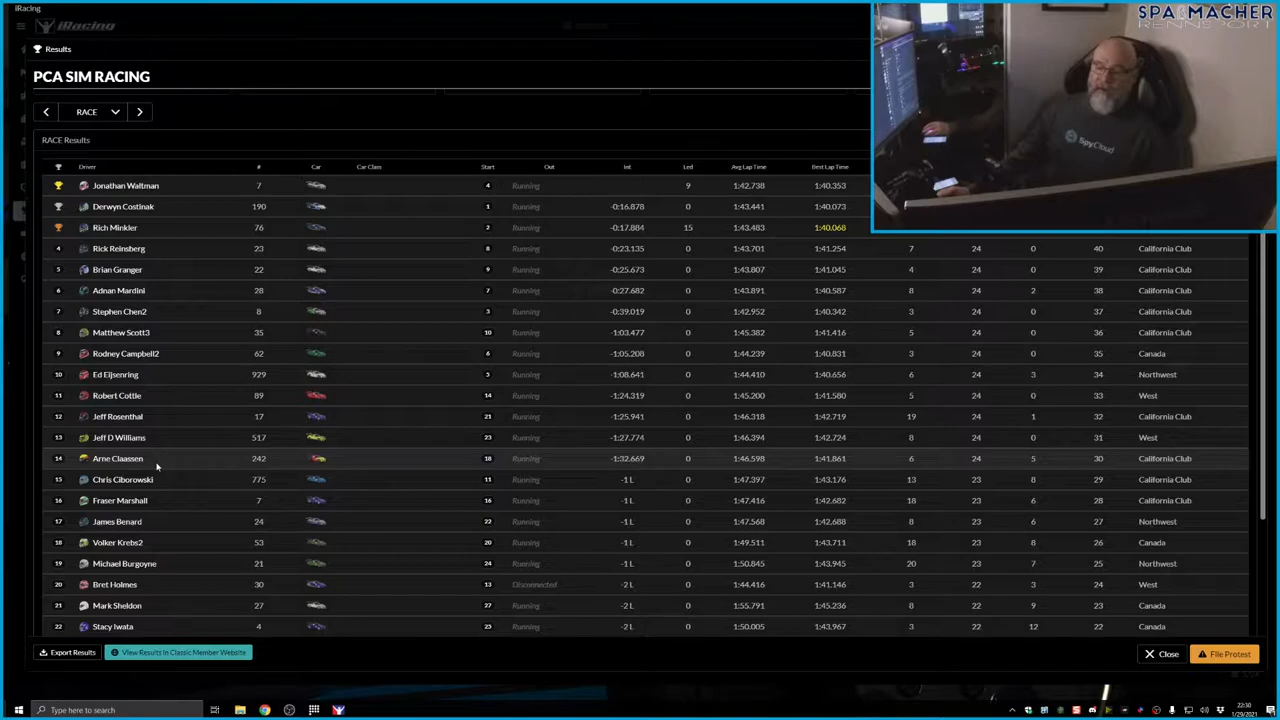 iRacing
iRacing
SPAẞMACHER
RENNSPORT
Results
PCA SIM RACING
RACE
RACE Results
Driver # Car Car Class Start Out Int Led Avg Lap Time Best Lap Time
Jonathan Waltman 7 4 Running 9 1:42.738 1:40.353
Derwyn Costinak 190 1 Running -0:16.878 0 1:43.441 1:40.073
Rich Minkler 76 2 Running -0:17.884 15 1:43.483 1:40.068
4 Rick Reinsberg 23 8 Running -0:23.135 0 1:43.701 1:41.254 7 24 0 40 California Club
5 Brian Granger 22 9 Running -0:25.673 0 1:43.807 1:41.045 4 24 0 39 California Club
6 Adnan Mardini 28 7 Running -0:27.682 0 1:43.891 1:40.587 8 24 2 38 California Club
7 Stephen Chen2 8 3 Running -0:39.019 0 1:42.952 1:40.342 3 24 0 37 California Club
8 Matthew Scott3 35 10 Running -1:03.477 0 1:45.382 1:41.416 5 24 0 36 California Club
9 Rodney Campbell2 62 6 Running -1:05.208 0 1:44.239 1:40.831 3 24 0 35 Canada
10 Ed Eijsenring 929 5 Running -1:08.641 0 1:44.410 1:40.656 6 24 3 34 Northwest
11 Robert Cottle 89 14 Running -1:24.319 0 1:45.200 1:41.580 5 24 0 33 West
12 Jeff Rosenthal 17 21 Running -1:25.941 0 1:46.318 1:42.719 19 24 1 32 California Club
13 Jeff D Williams 517 23 Running -1:27.774 0 1:46.394 1:42.724 8 24 0 31 West
14 Arne Claassen 242 18 Running -1:32.669 0 1:46.598 1:41.861 6 24 5 30 California Club
15 Chris Ciborowski 775 11 Running -1 L 0 1:47.397 1:43.176 13 23 8 29 California Club
16 Fraser Marshall 7 16 Running -1 L 0 1:47.416 1:42.682 18 23 6 28 California Club
17 James Benard 24 22 Running -1 L 0 1:47.568 1:42.688 8 23 6 27 Northwest
18 Volker Krebs2 53 20 Running -1 L 0 1:49.511 1:43.711 18 23 8 26 Canada
19 Michael Burgoyne 21 24 Running -1 L 0 1:50.845 1:43.945 20 23 7 25 Northwest
20 Bret Holmes 30 13 Disconnected -2 L 0 1:44.416 1:41.146 3 22 3 24 West
21 Mark Sheldon 27 27 Running -2 L 0 1:55.791 1:45.236 8 22 9 23 Canada
22 Stacy Iwata 4 25 Running -2 L 0 1:50.005 1:43.967 3 22 12 22 Canada
Export Results
View Results in Classic Member Website
Close
File Protest
SpyCloud
Type here to search
22:30
1/29/2021